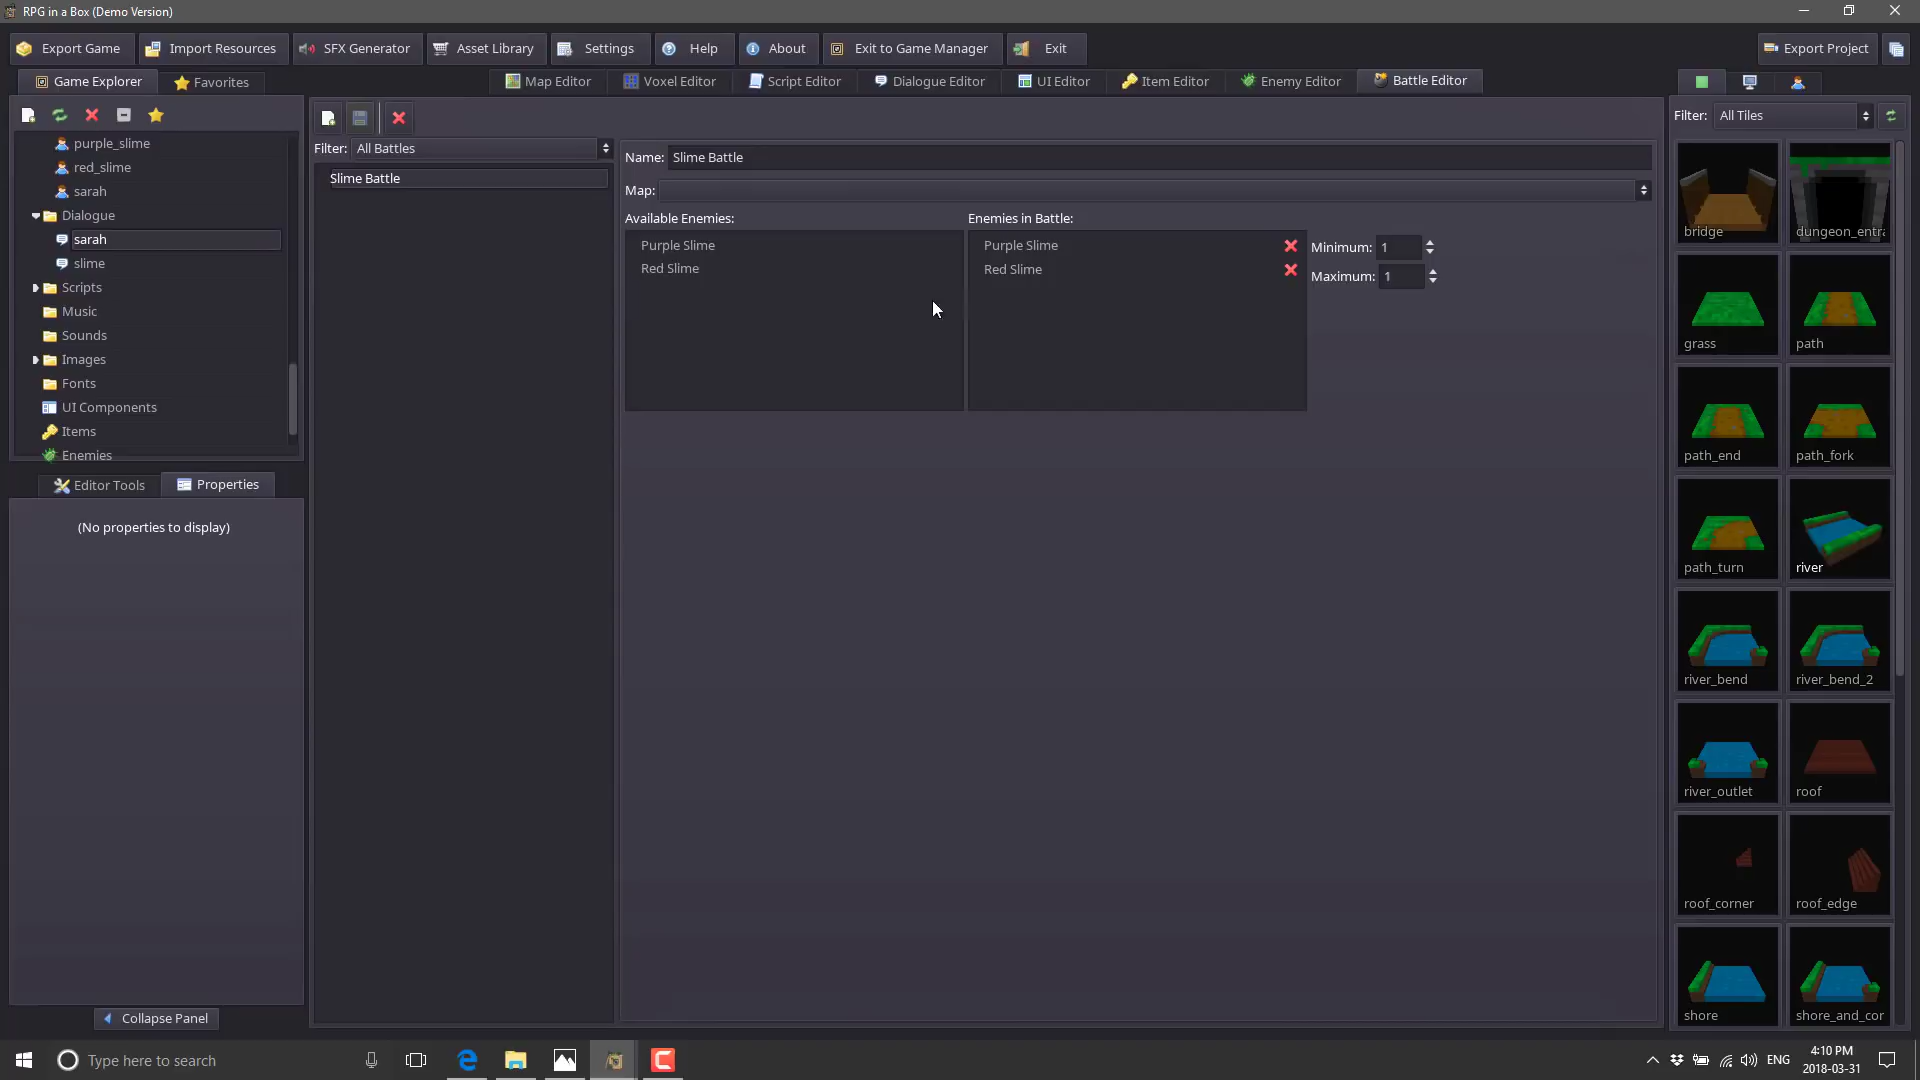 RPG in a Box (Demo Version)
Export Game Import Resources SFX Generator Asset Library Settings Help About Exit to Game Manager Exit Export Project
Game Explorer Favorites Map Editor Voxel Editor Script Editor Dialogue Editor UI Editor Item Editor Enemy Editor Battle Editor
Filter: All Tiles
purple_slime
red_slime
sarah
Dialogue
sarah
slime
Scripts
Music
Sounds
Images
Fonts
UI Components
Items
Enemies
Editor Tools Properties
(No properties to display)
Collapse Panel
Filter: All Battles
Slime Battle
Name: Slime Battle
Map:
Available Enemies: Enemies in Battle:
Purple Slime Purple Slime Minimum: 1
Red Slime Red Slime Maximum: 1
bridge dungeon_entra
grass path
path_end path_fork
path_turn river
river_bend river_bend_2
river_outlet roof
roof_corner roof_edge
shore shore_and_cor
Type here to search
ENG
4:10 PM
2018-03-31